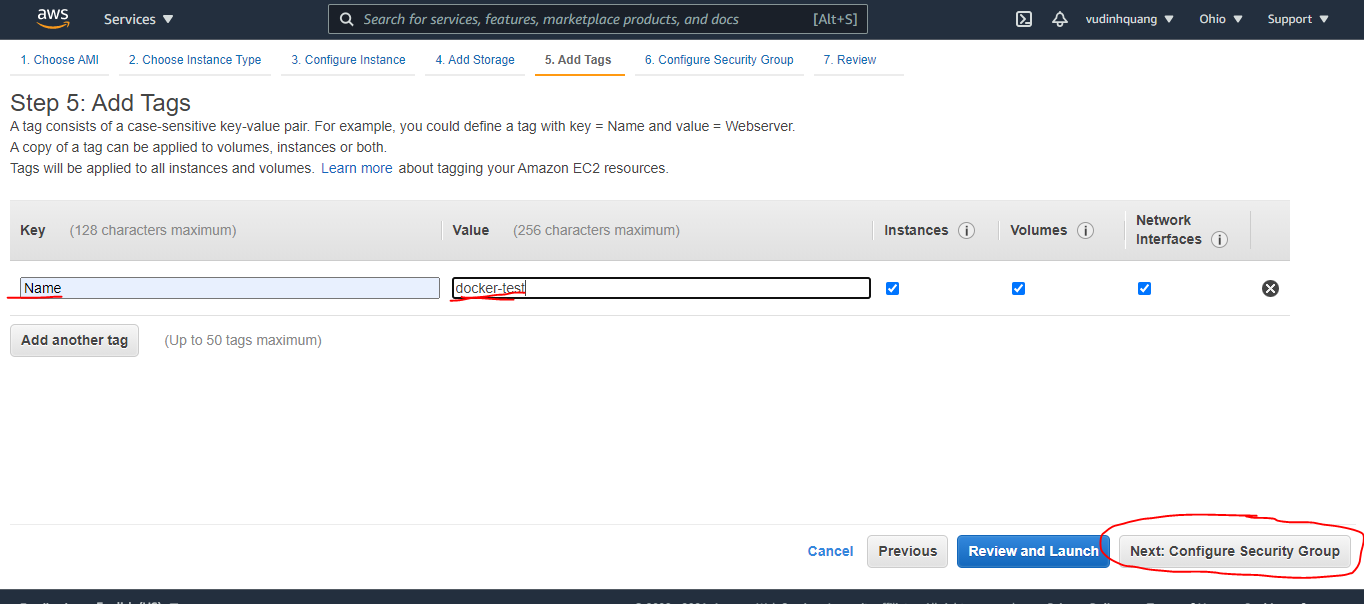 aws Services Search for services, features, marketplace products, and docs [Alt+S] vudinhquang Ohio Support
1. Choose AMI 2. Choose Instance Type 3. Configure Instance 4. Add Storage 5. Add Tags 6. Configure Security Group 7. Review
Step 5: Add Tags
A tag consists of a case-sensitive key-value pair. For example, you could define a tag with key = Name and value = Webserver.
A copy of a tag can be applied to volumes, instances or both.
Tags will be applied to all instances and volumes. Learn more about tagging your Amazon EC2 resources.
Key (128 characters maximum) Value (256 characters maximum) Instances Volumes Network
Interfaces
Name docker-test
Add another tag (Up to 50 tags maximum)
Cancel Previous Review and Launch Next: Configure Security Group